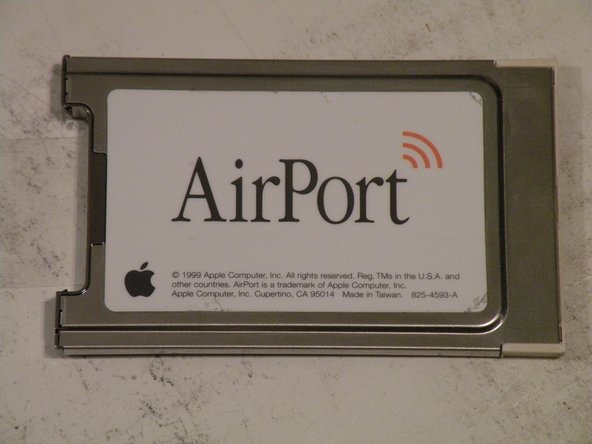 AirPort
© 1999 Apple Computer, Inc. All rights reserved. Reg. TMs in the U.S.A. and
other countries. AirPort is a trademark of Apple Computer, Inc.
Apple Computer, Inc. Cupertino, CA 95014 Made in Taiwan. 825-4593-A